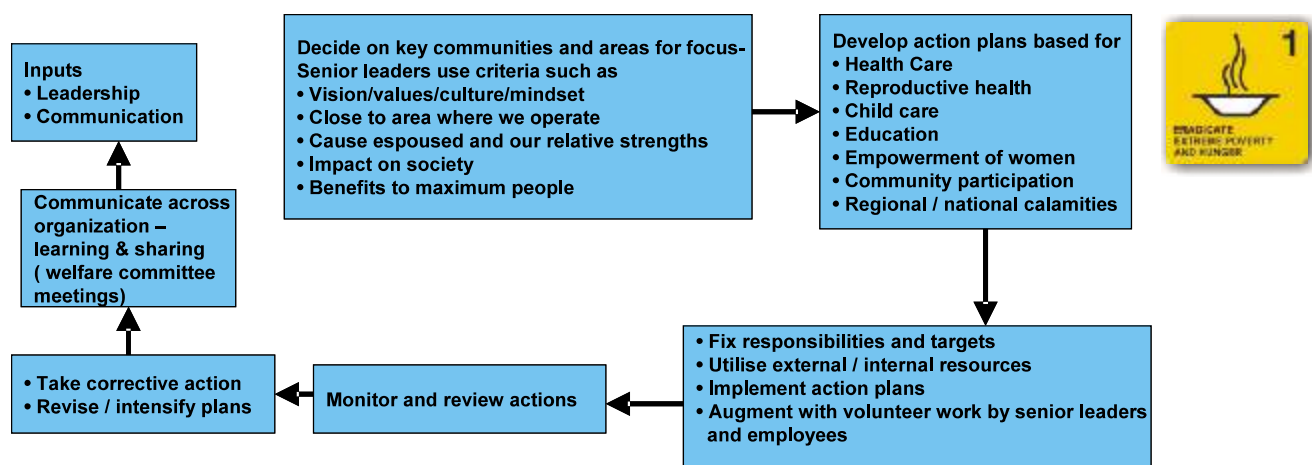 Inputs
• Leadership
• Communication
Decide on key communities and areas for focus-
Senior leaders use criteria such as
• Vision/values/culture/mindset
• Close to area where we operate
• Cause espoused and our relative strengths
• Impact on society
• Benefits to maximum people
Develop action plans based for
• Health Care
• Reproductive health
• Child care
• Education
• Empowerment of women
• Community participation
• Regional / national calamities
1
ERADICATE
EXTREME POVERTY
AND HUNGER
• Fix responsibilities and targets
• Utilise external / internal resources
• Implement action plans
• Augment with volunteer work by senior leaders
and employees
Monitor and review actions
• Take corrective action
• Revise / intensify plans
Communicate across
organization –
learning & sharing
( welfare committee
meetings)